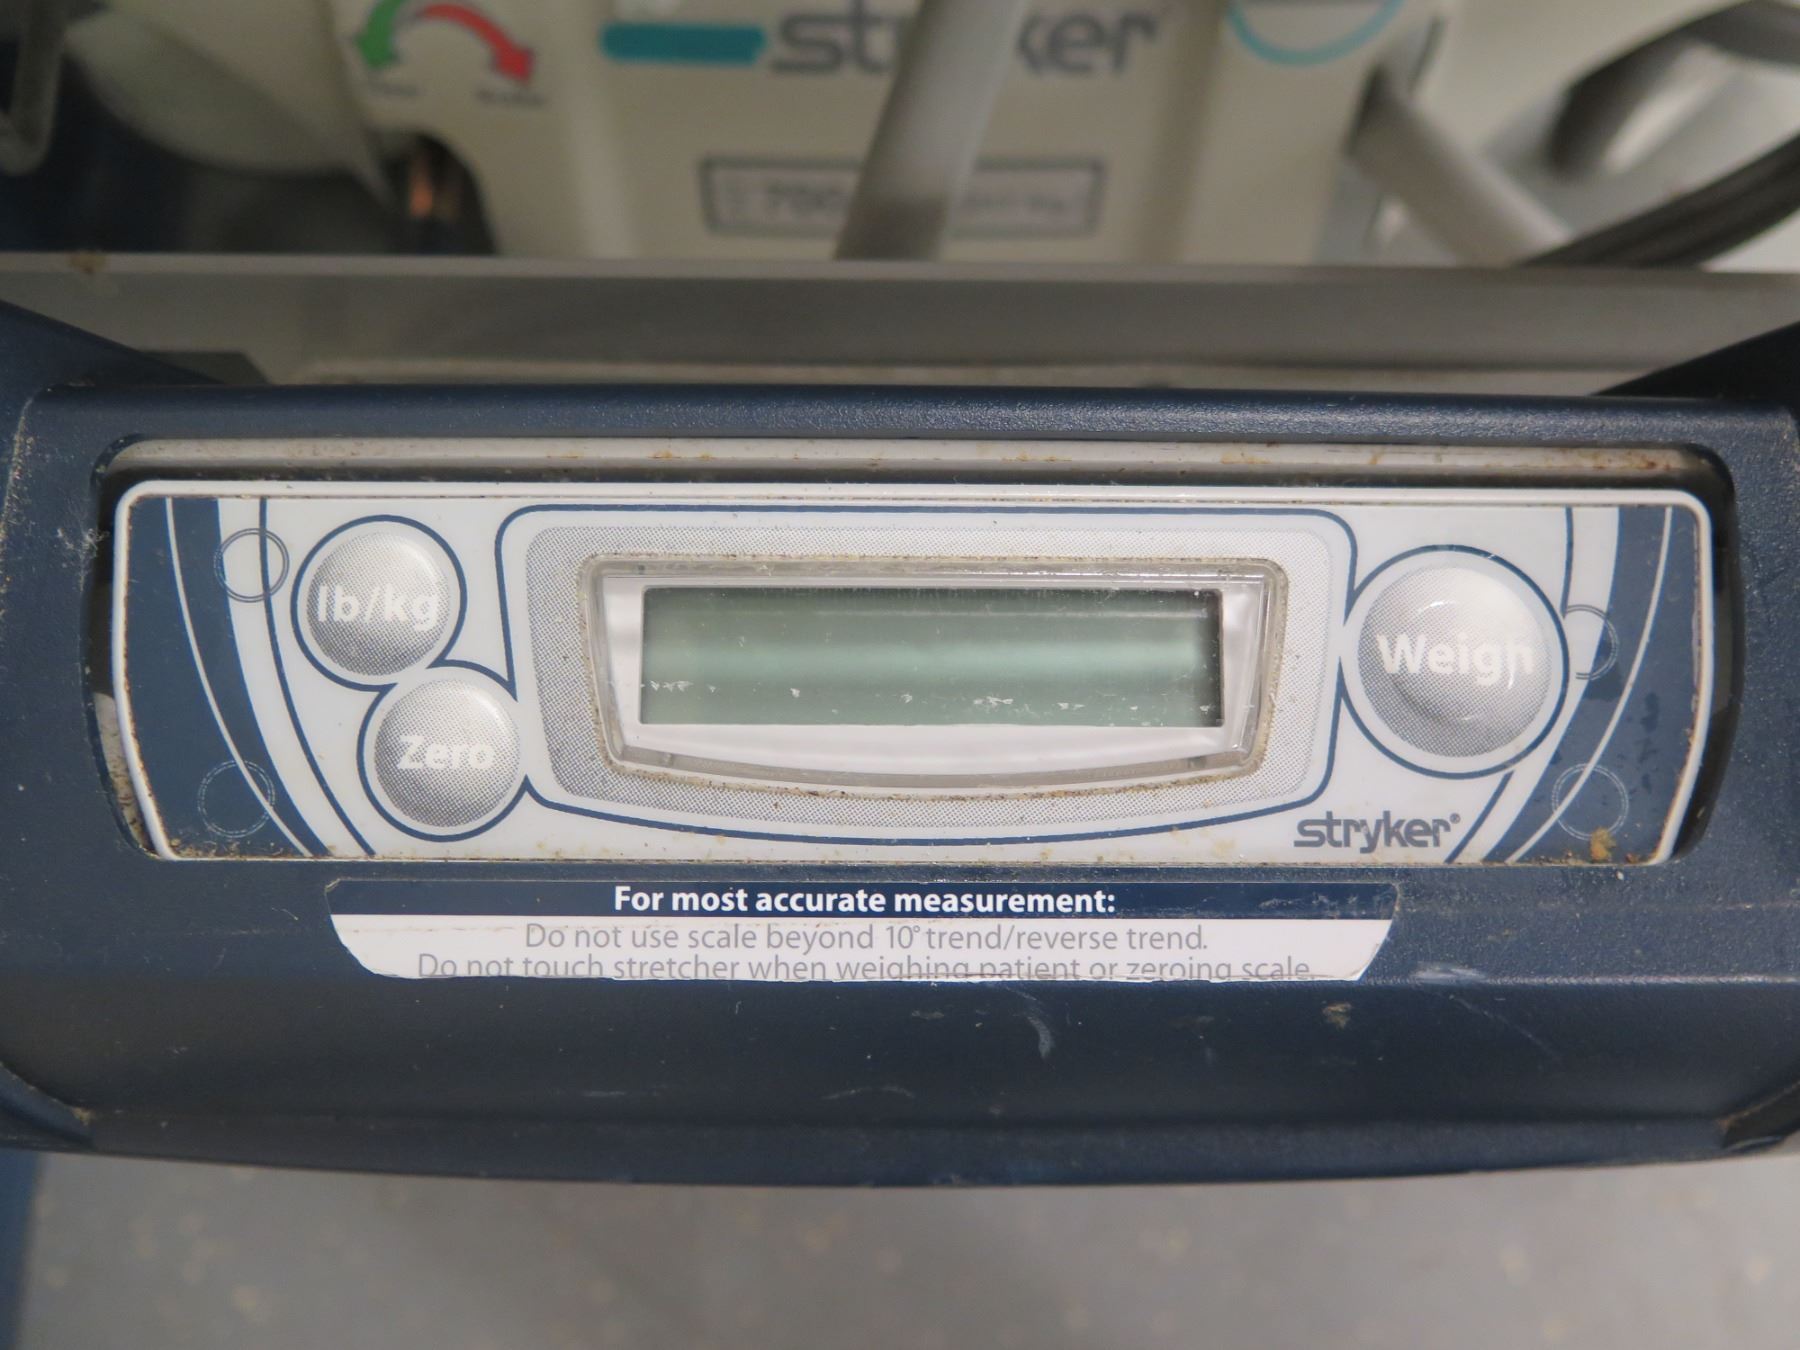 stryker
lb/kg
Zero
Weigh
stryker®
For most accurate measurement:
Do not use scale beyond 10° trend/reverse trend.
Do not touch stretcher when weighing patient or zeroing scale.